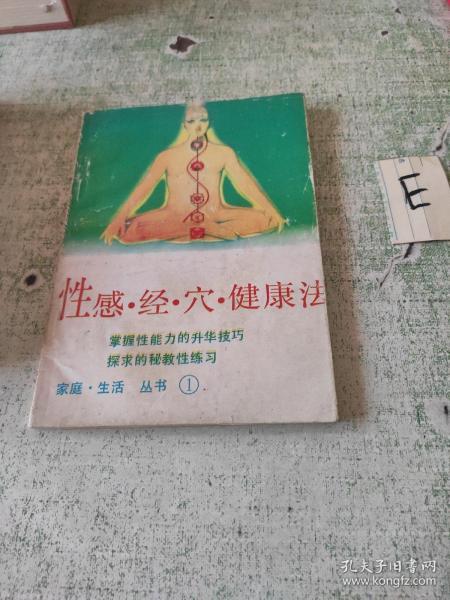 E
性感·经·穴·健康法
掌握性能力的升华技巧
探求的秘教性练习
家庭·生活 丛书 ①
孔夫子旧书网
www.kongfz.com